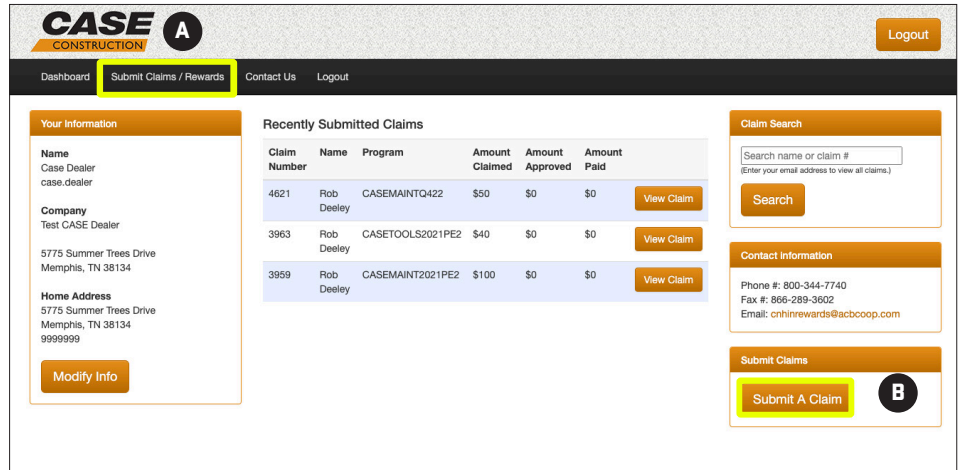 CASE
CONSTRUCTION
A
Logout
Dashboard Submit Claims / Rewards Contact Us Logout
Your Information
Name
Case Dealer
case.dealer
Company
Test CASE Dealer
5775 Summer Trees Drive
Memphis, TN 38134
Home Address
5775 Summer Trees Drive
Memphis, TN 38134
9999999
Modify Info
Recently Submitted Claims
Claim Number Name Program Amount Claimed Amount Approved Amount Paid
4621 Rob Deeley CASEMAINTQ422 $50 $0 $0 View Claim
3963 Rob Deeley CASETOOLS2021PE2 $40 $0 $0 View Claim
3959 Rob Deeley CASEMAINT2021PE2 $100 $0 $0 View Claim
Claim Search
Search name or claim #
(Enter your email address to view all claims.)
Search
Contact Information
Phone #: 800-344-7740
Fax #: 866-289-3602
Email: cnhinrewards@acbcoop.com
Submit Claims
Submit A Claim
B